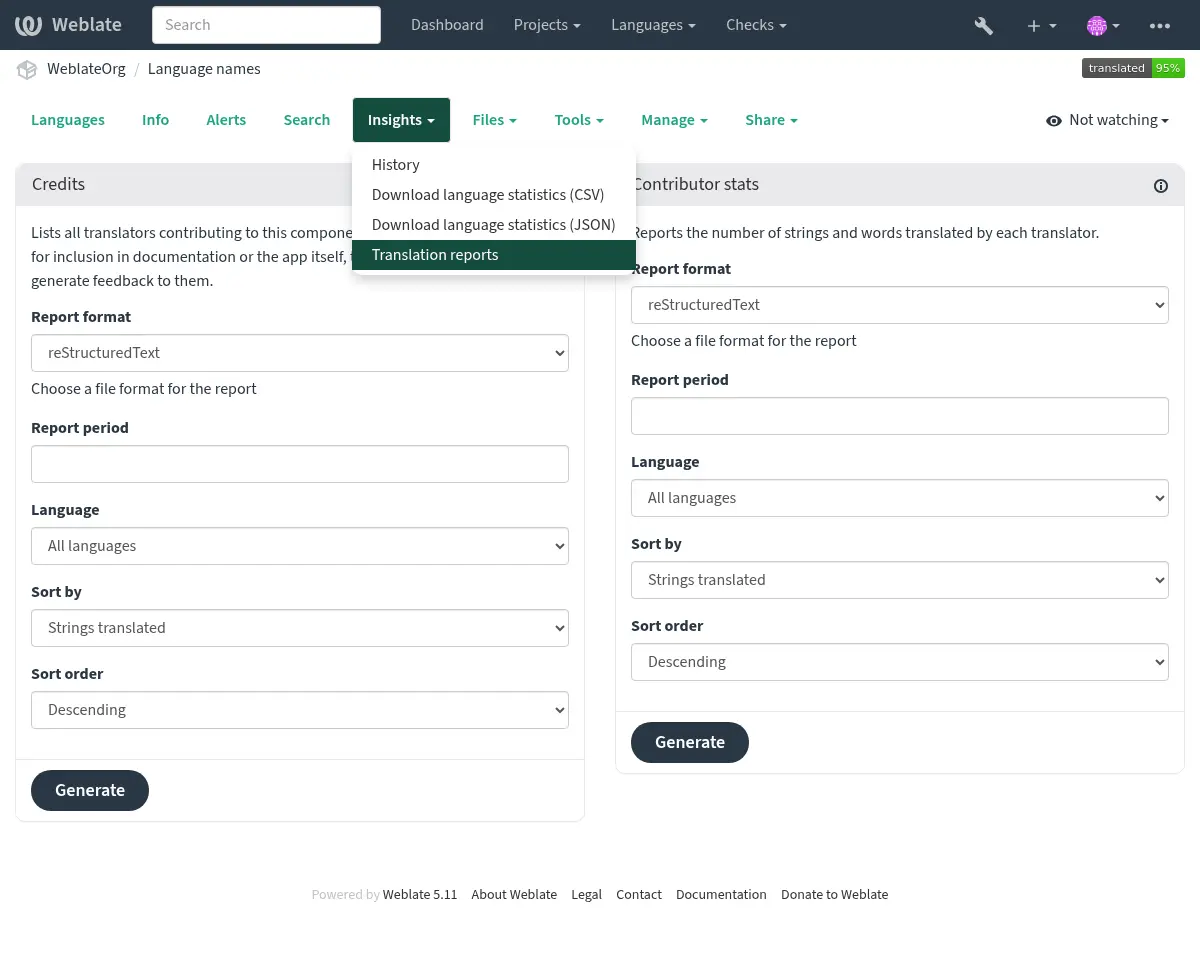 Weblate
Search
Dashboard
Projects
Languages
Checks
WeblateOrg / Language names
translated 95%
Languages
Info
Alerts
Search
Insights
Files
Tools
Manage
Share
Not watching
History
Download language statistics (CSV)
Download language statistics (JSON)
Translation reports
Credits
Lists all translators contributing to this
for inclusion in documentation or the app itself,
generate feedback to them.
Report format
reStructuredText
Choose a file format for the report
Report period
Language
All languages
Sort by
Strings translated
Sort order
Descending
Generate
Contributor stats
Reports the number of strings and words translated by each translator.
Report format
reStructuredText
Choose a file format for the report
Report period
Language
All languages
Sort by
Strings translated
Sort order
Descending
Generate
Powered by Weblate 5.11 About Weblate Legal Contact Documentation Donate to Weblate